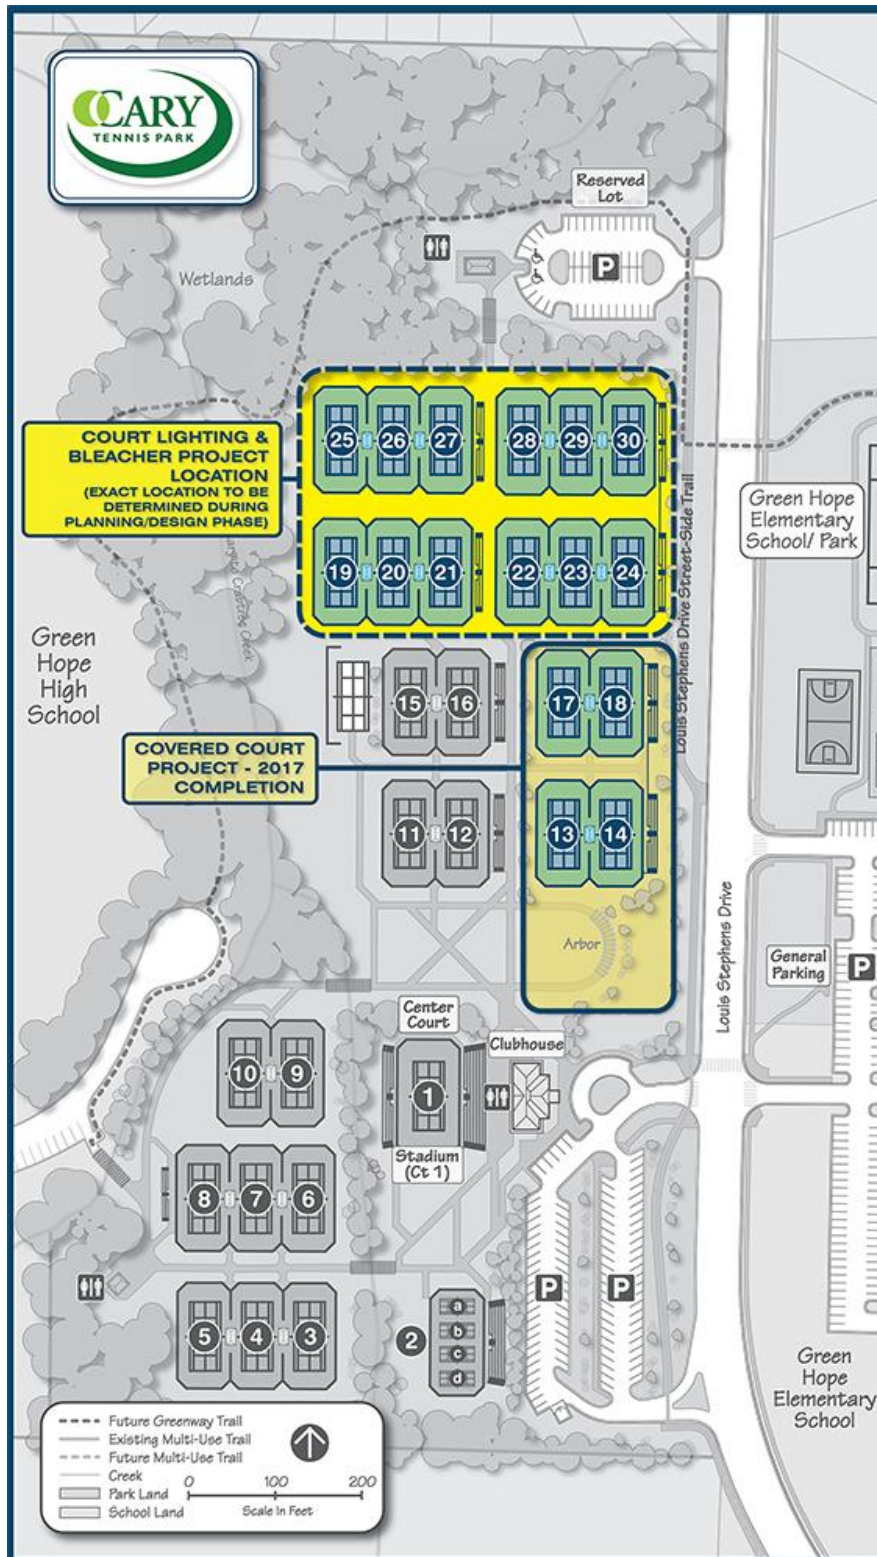 CARY
TENNIS PARK
Reserved
Lot
P
Wetlands
25 26 27 28 29 30
COURT LIGHTING &
BLEACHER PROJECT
LOCATION
(EXACT LOCATION TO BE
DETERMINED DURING
PLANNING/DESIGN PHASE)
19 20 21 22 23 24
Green Hope
Elementary
School/ Park
Louis Stephens Drive Street-Side Trail
Crabtree Creek
Green
Hope
High
School
15 16 17 18
COVERED COURT
PROJECT - 2017
COMPLETION
11 12 13 14
Arbor
Louis Stephens Drive
General
Parking
P
Center
Court
Clubhouse
10 9
1
Stadium
(Ct 1)
8 7 6
P P
5 4 3
2
a
b
c
d
Green
Hope
Elementary
School
Future Greenway Trail
Existing Multi-Use Trail
Future Multi-Use Trail
Creek
Park Land
School Land
0 100 200
Scale In Feet